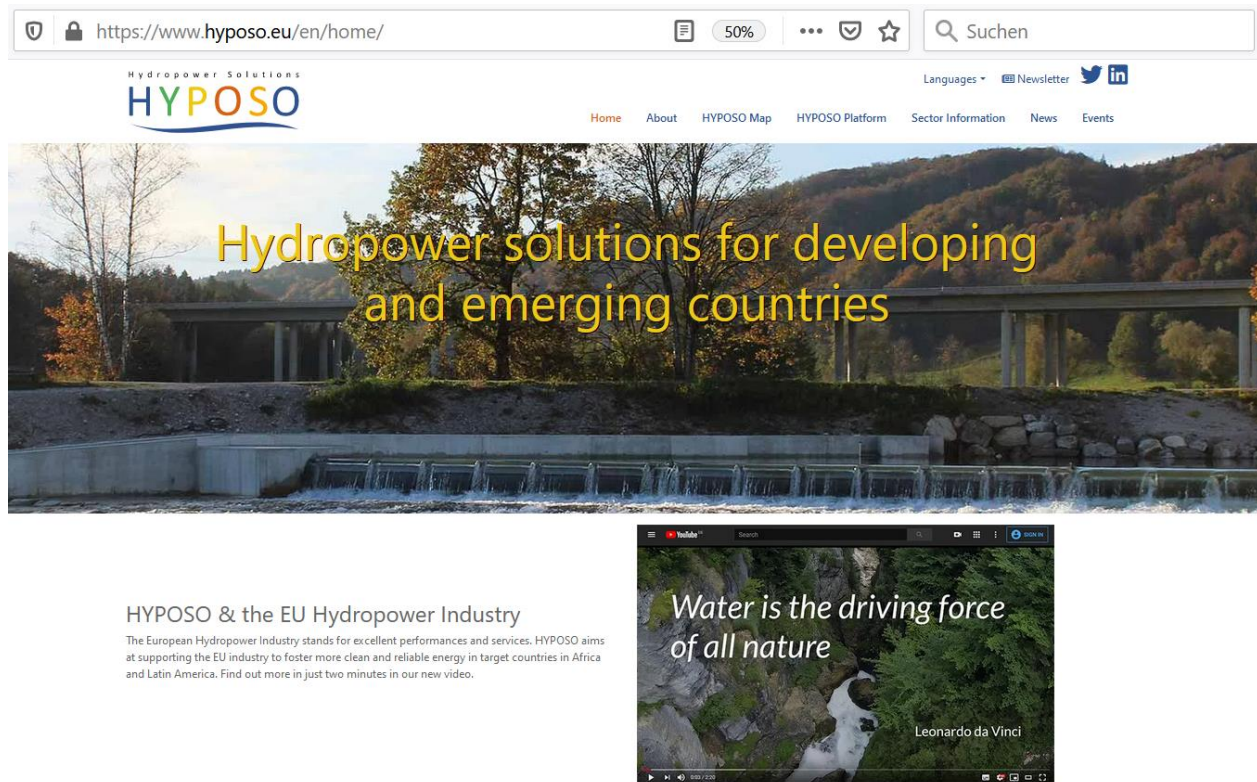 https://www.hyposo.eu/en/home/
50%
Suchen
Hydropower Solutions
HYPOSO
Languages
Newsletter
Home About HYPOSO Map HYPOSO Platform Sector Information News Events
Hydropower solutions for developing
and emerging countries
HYPOSO & the EU Hydropower Industry
The European Hydropower Industry stands for excellent performances and services. HYPOSO aims
at supporting the EU industry to foster more clean and reliable energy in target countries in Africa
and Latin America. Find out more in just two minutes in our new video.
YouTube
Search
SIGN IN
Water is the driving force
of all nature
Leonardo da Vinci
0:03 / 2:20